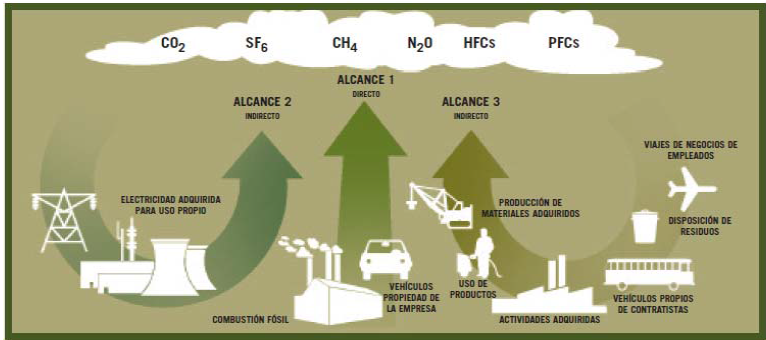 CO2 SF6 CH4 N2O HFCs PFCs
ALCANCE 1
DIRECTO
ALCANCE 2
INDIRECTO
ALCANCE 3
INDIRECTO
VIAJES DE NEGOCIOS DE
EMPLEADOS
ELECTRICIDAD ADQUIRIDA
PARA USO PROPIO
PRODUCCIÓN DE
MATERIALES ADQUIRIDOS
DISPOSICIÓN DE
RESIDUOS
VEHÍCULOS
PROPIEDAD DE
LA EMPRESA
USO DE
PRODUCTOS
VEHÍCULOS PROPIOS
DE CONTRATISTAS
COMBUSTIÓN FÓSIL
ACTIVIDADES ADQUIRIDAS